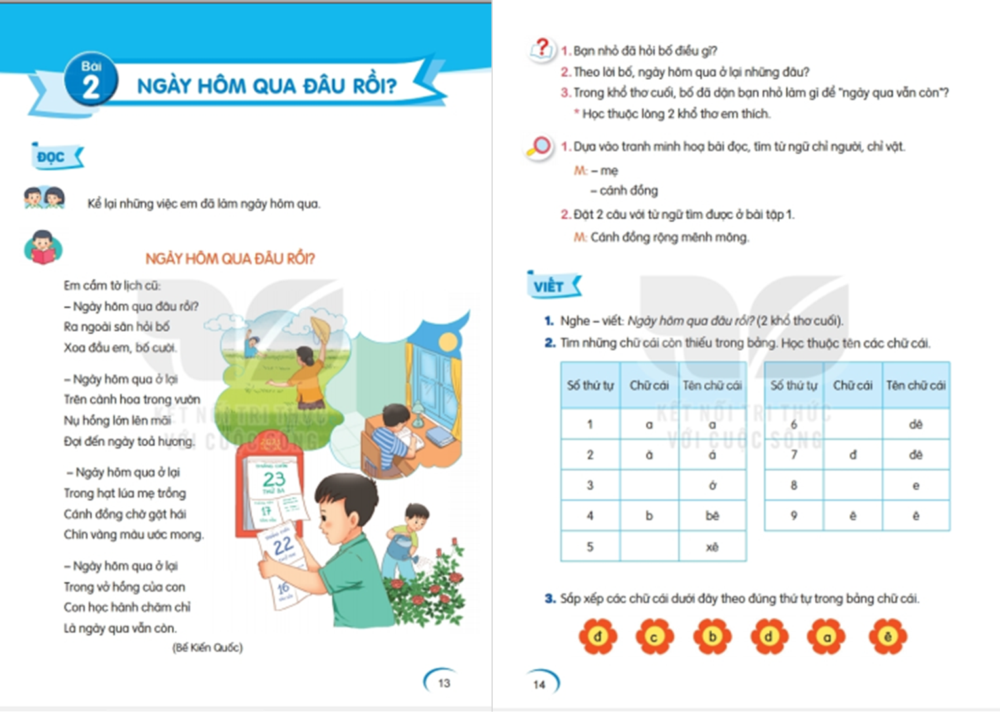 Bài
2
NGÀY HÔM QUA ĐÂU RỒI?
ĐỌC
Kể lại những việc em đã làm ngày hôm qua.
NGÀY HÔM QUA ĐÂU RỒI?
Em cầm tờ lịch cũ:
– Ngày hôm qua đâu rồi?
Ra ngoài sân hỏi bố
Xoa đầu em, bố cười.
– Ngày hôm qua ở lại
Trên cành hoa trong vườn
Nụ hồng lớn lên mãi
Đợi đến ngày toả hương.
– Ngày hôm qua ở lại
Trong hạt lúa mẹ trồng
Cánh đồng chờ gặt hái
Chín vàng màu ước mong.
– Ngày hôm qua ở lại
Trong vở hồng của con
Con học hành chăm chỉ
Là ngày qua vẫn còn.
(Bế Kiến Quốc)
THÁNG CHÍN
23
THỨ BA
17
THÁNG CHÍN
22
THỨ HAI
16
KẾT NỐI TRI THỨC
VỚI CUỘC SỐNG
13
1. Bạn nhỏ đã hỏi bố điều gì?
2. Theo lời bố, ngày hôm qua ở lại những đâu?
3. Trong khổ thơ cuối, bố đã dặn bạn nhỏ làm gì để "ngày qua vẫn còn"?
* Học thuộc lòng 2 khổ thơ em thích.
1. Dựa vào tranh minh hoạ bài đọc, tìm từ ngữ chỉ người, chỉ vật.
M: – mẹ
– cánh đồng
2. Đặt 2 câu với từ ngữ tìm được ở bài tập 1.
M: Cánh đồng rộng mênh mông.
VIẾT
1. Nghe – viết: Ngày hôm qua đâu rồi? (2 khổ thơ cuối).
2. Tìm những chữ cái còn thiếu trong bảng. Học thuộc tên các chữ cái.
Số thứ tự Chữ cái Tên chữ cái
1 a a
2 ă á
3 ớ
4 b bê
5 xê
Số thứ tự Chữ cái Tên chữ cái
6 dê
7 đ đê
8 e
9 ê ê
KẾT NỐI TRI THỨC
VỚI CUỘC SỐNG
3. Sắp xếp các chữ cái dưới đây theo đúng thứ tự trong bảng chữ cái.
đ c b d a ê
14